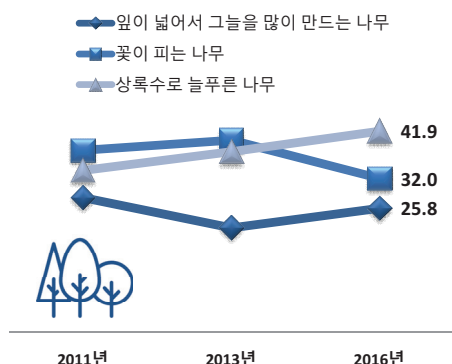 잎이 넓어서 그늘을 많이 만드는 나무
꽃이 피는 나무
상록수로 늘푸른 나무
41.9
32.0
25.8
2011년 2013년 2016년